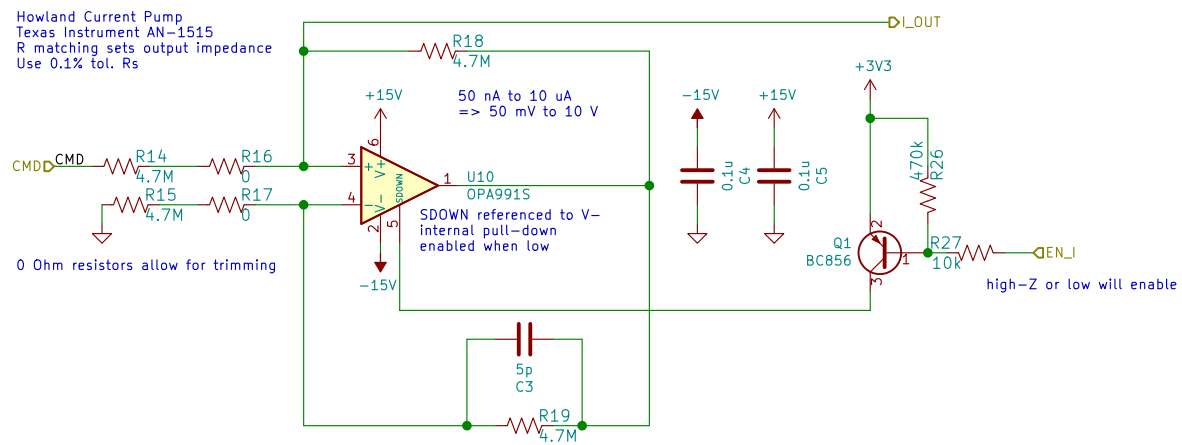 Howland Current Pump
Texas Instrument AN-1515
R matching sets output impedance
Use 0.1% tol. Rs
I_OUT
R18
4.7M
+3V3
50 nA to 10 uA
=> 50 mV to 10 V
+15V
-15V
+15V
6
CMD
CMD
R14
4.7M
R16
0
3
+
V+
SDOWN
1
U10
OPA991S
0.1u
C4
0.1u
C5
470k
R26
R15
4.7M
R17
0
4
-
V-
2
5
SDOWN referenced to V-
internal pull-down
enabled when low
-15V
0 Ohm resistors allow for trimming
Q1
BC856
2
1
3
R27
10k
EN_I
high-Z or low will enable
5p
C3
R19
4.7M